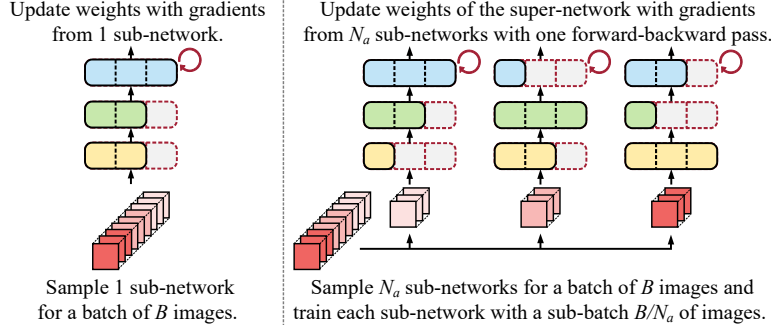 Update weights with gradients
from 1 sub-network.
Sample 1 sub-network
for a batch of B images.
Update weights of the super-network with gradients
from Nₐ sub-networks with one forward-backward pass.
Sample Nₐ sub-networks for a batch of B images and
train each sub-network with a sub-batch B/Nₐ of images.